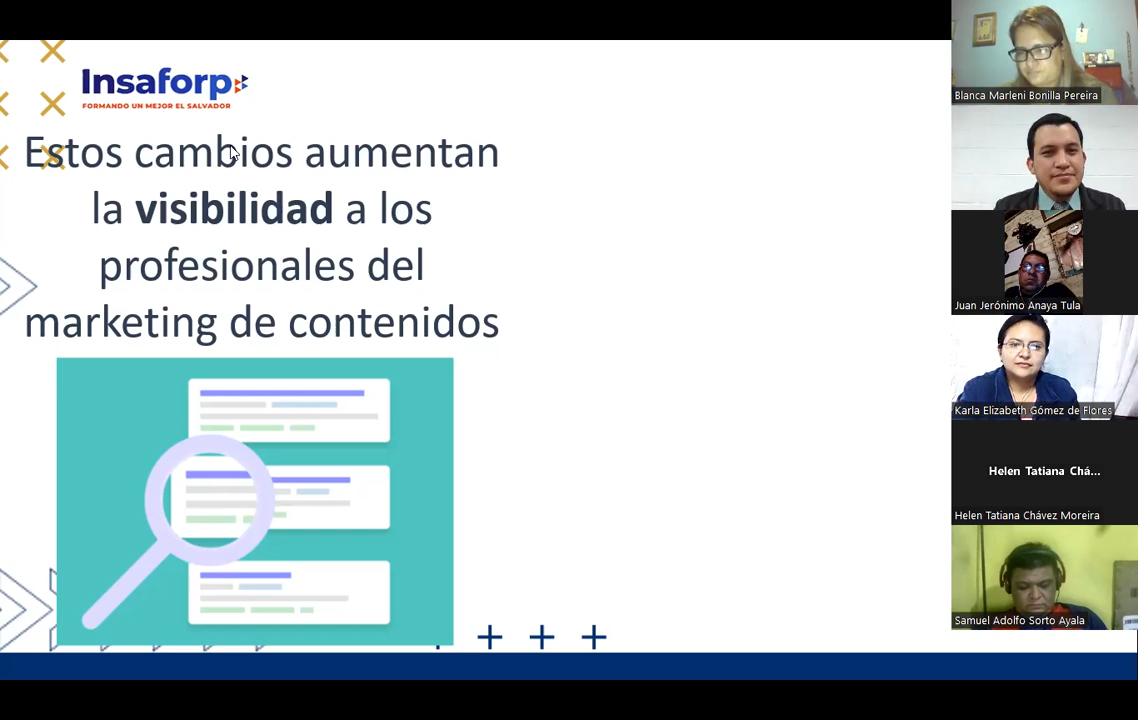 Insaforp
FORMANDO UN MEJOR EL SALVADOR
Estos cambios aumentan
la visibilidad a los
profesionales del
marketing de contenidos
Blanca Marleni Bonilla Pereira
Juan Jerónimo Anaya Tula
Karla Elizabeth Gómez de Flores
Helen Tatiana Chá...
Helen Tatiana Chávez Moreira
Samuel Adolfo Sorto Ayala